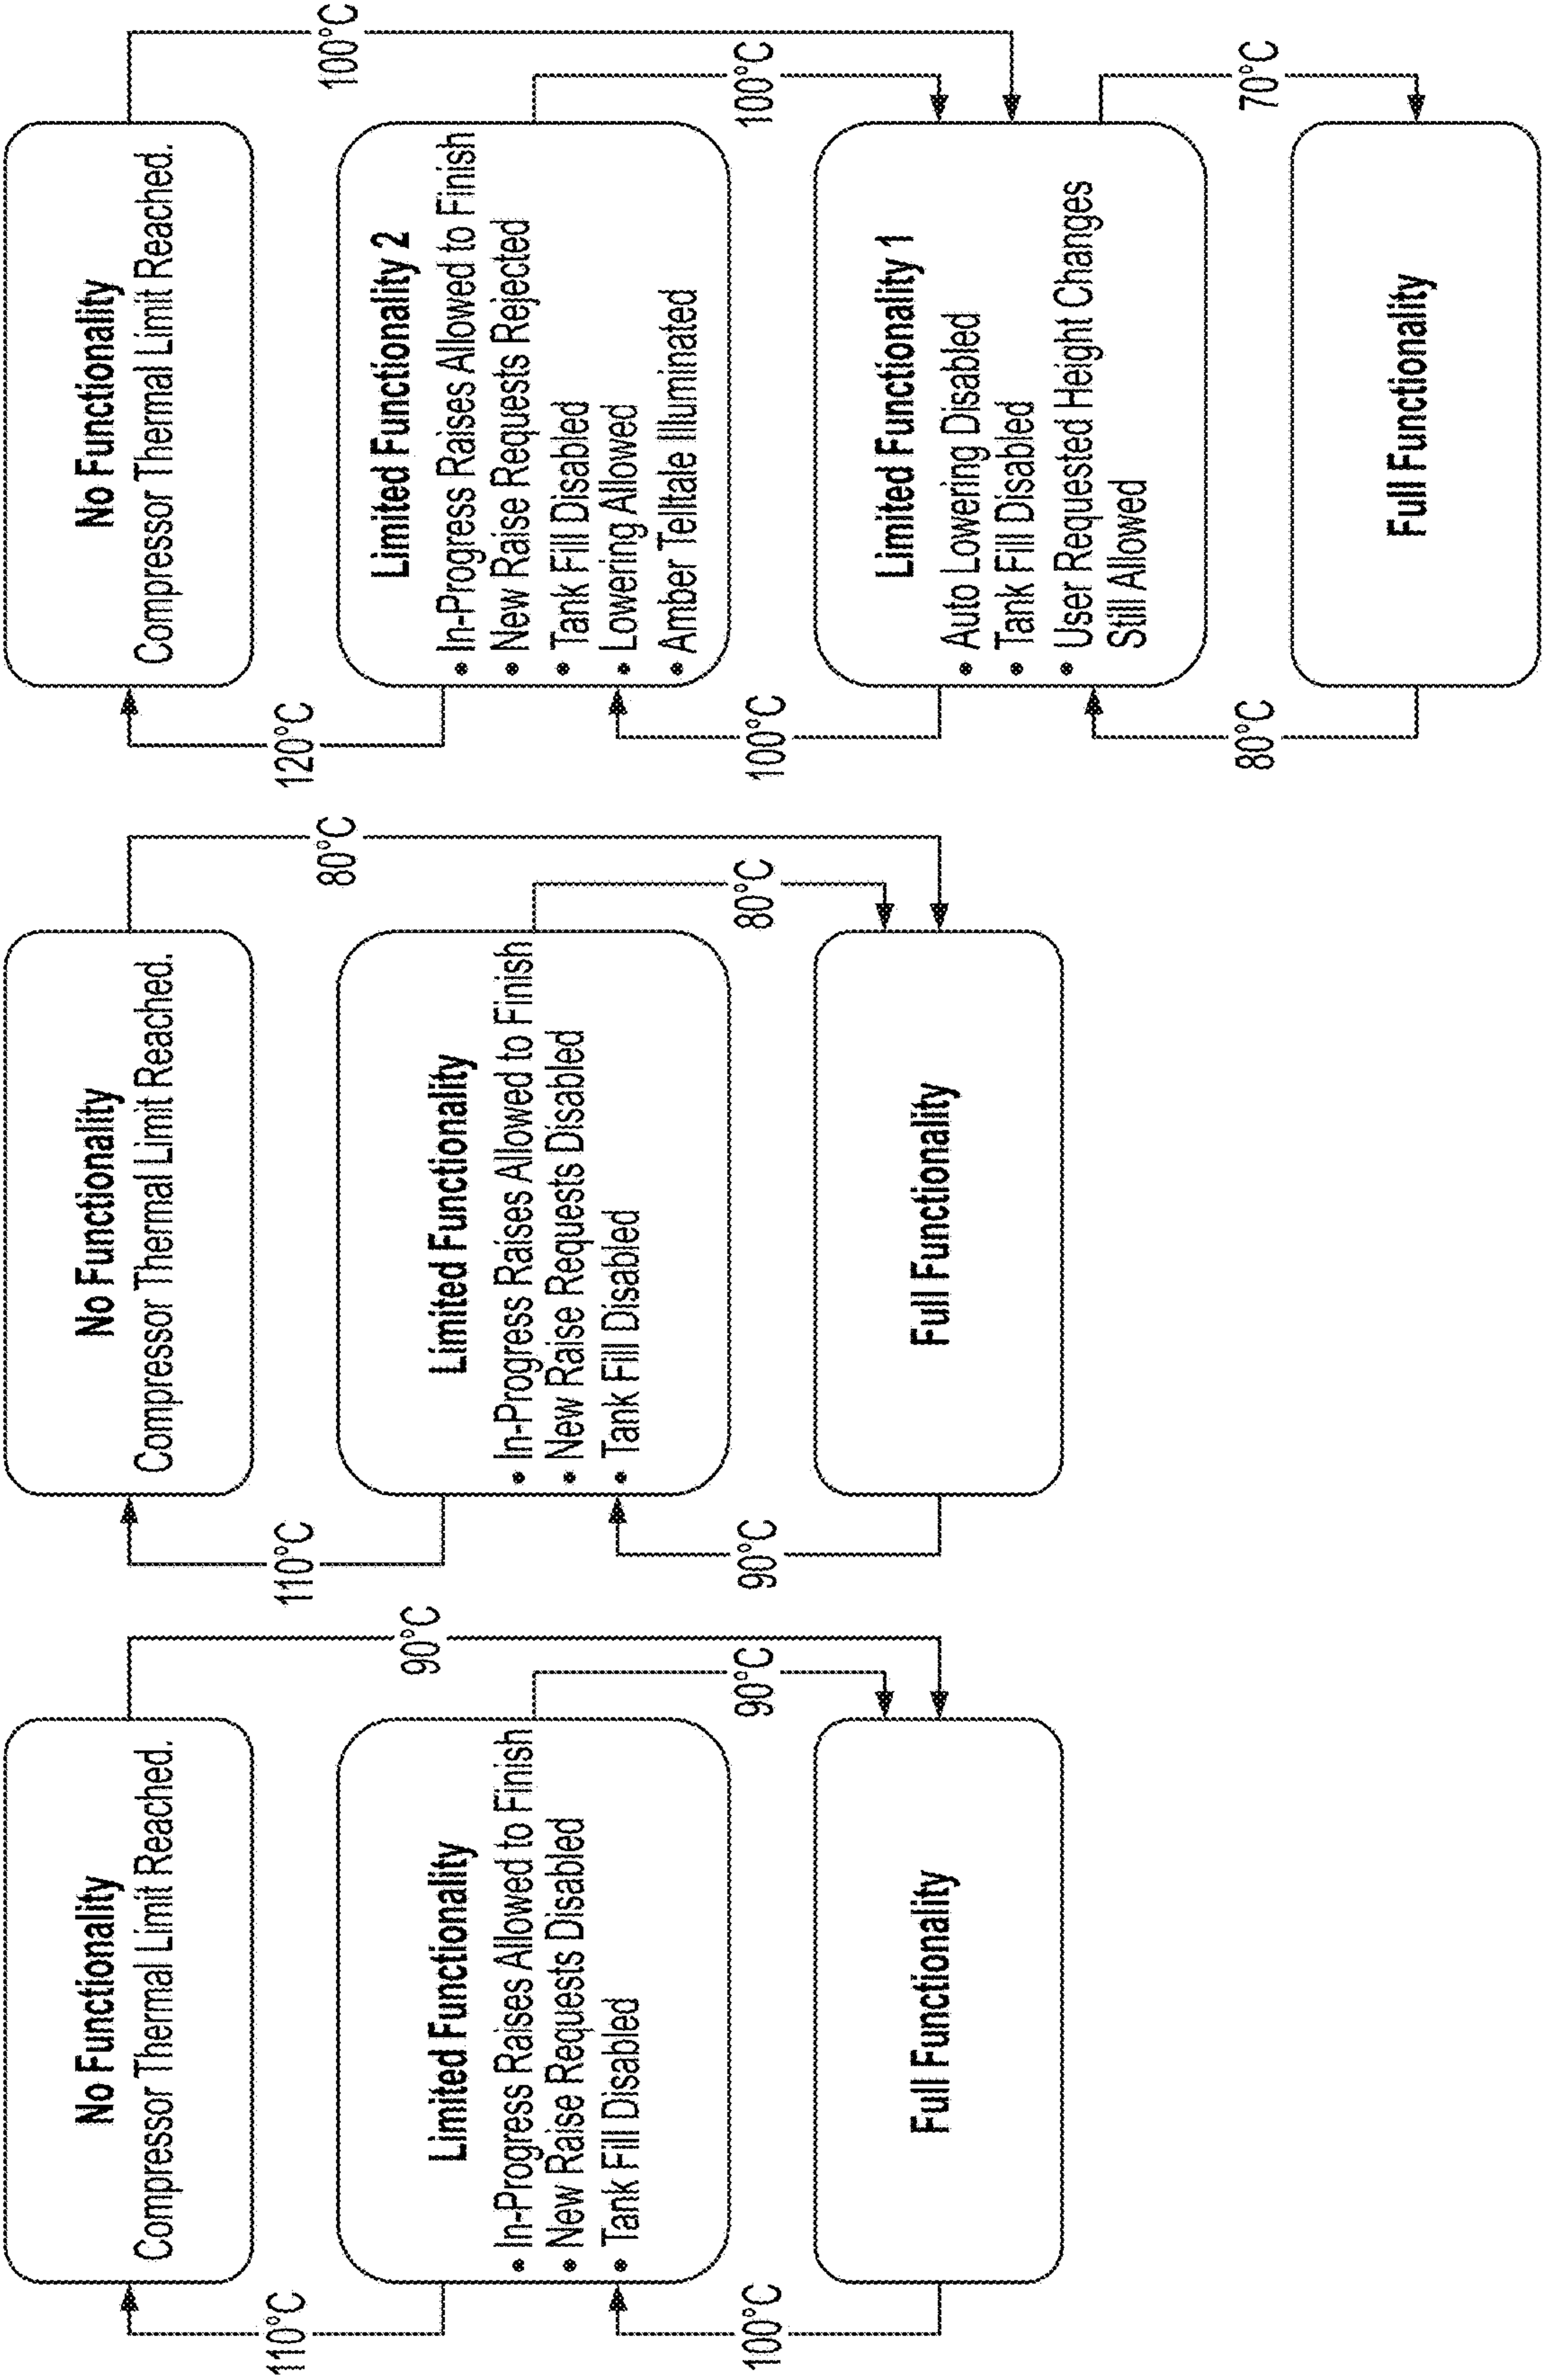 No Functionality
Compressor Thermal Limit Reached.
110°C
90°C
Limited Functionality
• In-Progress Raises Allowed to Finish
• New Raise Requests Disabled
• Tank Fill Disabled
100°C
90°C
Full Functionality
No Functionality
Compressor Thermal Limit Reached.
110°C
80°C
Limited Functionality
• In-Progress Raises Allowed to Finish
• New Raise Requests Disabled
• Tank Fill Disabled
90°C
80°C
Full Functionality
No Functionality
Compressor Thermal Limit Reached.
120°C
100°C
Limited Functionality 2
• In-Progress Raises Allowed to Finish
• New Raise Requests Rejected
• Tank Fill Disabled
• Lowering Allowed
• Amber Telltale Illuminated
100°C
100°C
Limited Functionality 1
• Auto Lowering Disabled
• Tank Fill Disabled
• User Requested Height Changes
Still Allowed
80°C
70°C
Full Functionality